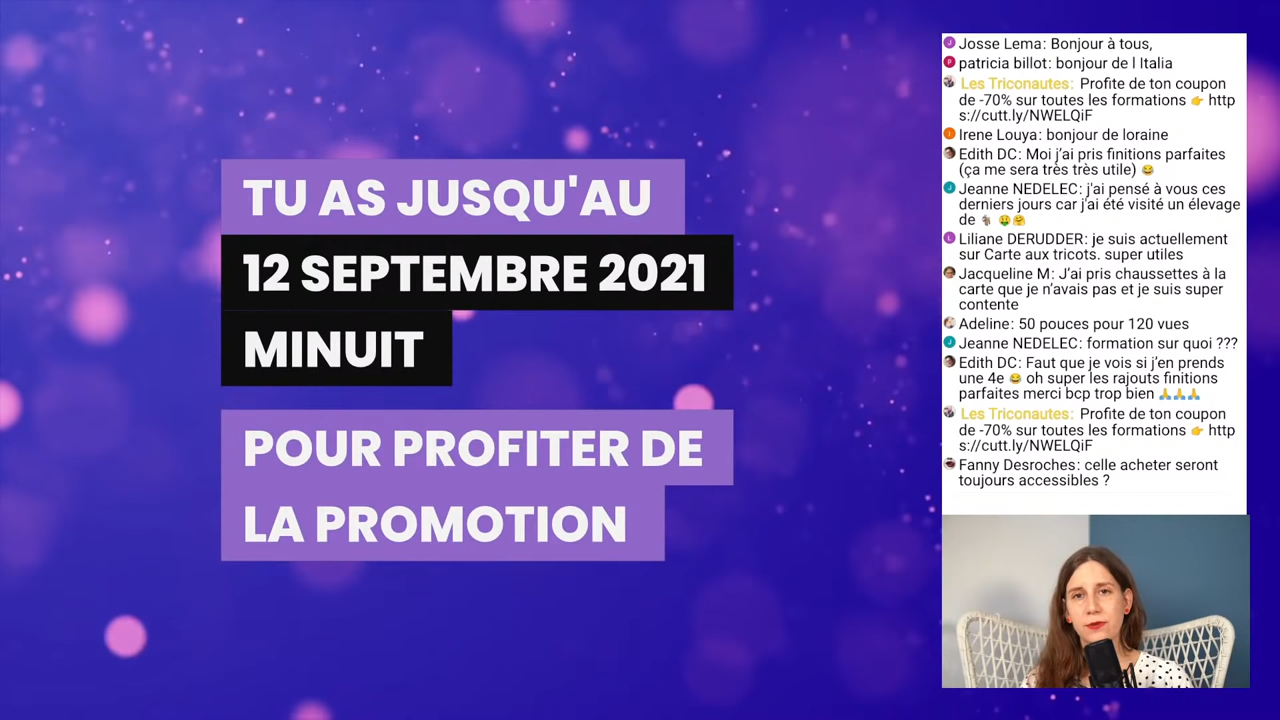 TU AS JUSQU'AU
12 SEPTEMBRE 2021
MINUIT
POUR PROFITER DE
LA PROMOTION
J Josse Lema: Bonjour à tous,
P patricia billot: bonjour de l Italia
Les Triconautes: Profite de ton coupon
de -70% sur toutes les formations 👉 http
s://cutt.ly/NWELQiF
I Irene Louya: bonjour de loraine
Edith DC: Moi j'ai pris finitions parfaites
(ça me sera très très utile) 😂
J Jeanne NEDELEC: j'ai pensé à vous ces
derniers jours car j'ai été visité un élevage
de 🐐 🤑🤗
L Liliane DERUDDER: je suis actuellement
sur Carte aux tricots. super utiles
Jacqueline M: J'ai pris chaussettes à la
carte que je n'avais pas et je suis super
contente
Adeline: 50 pouces pour 120 vues
J Jeanne NEDELEC: formation sur quoi ???
Edith DC: Faut que je vois si j'en prends
une 4e 😂 oh super les rajouts finitions
parfaites merci bcp trop bien 🙏🙏🙏
Les Triconautes: Profite de ton coupon
de -70% sur toutes les formations 👉 http
s://cutt.ly/NWELQiF
Fanny Desroches: celle acheter seront
toujours accessibles ?